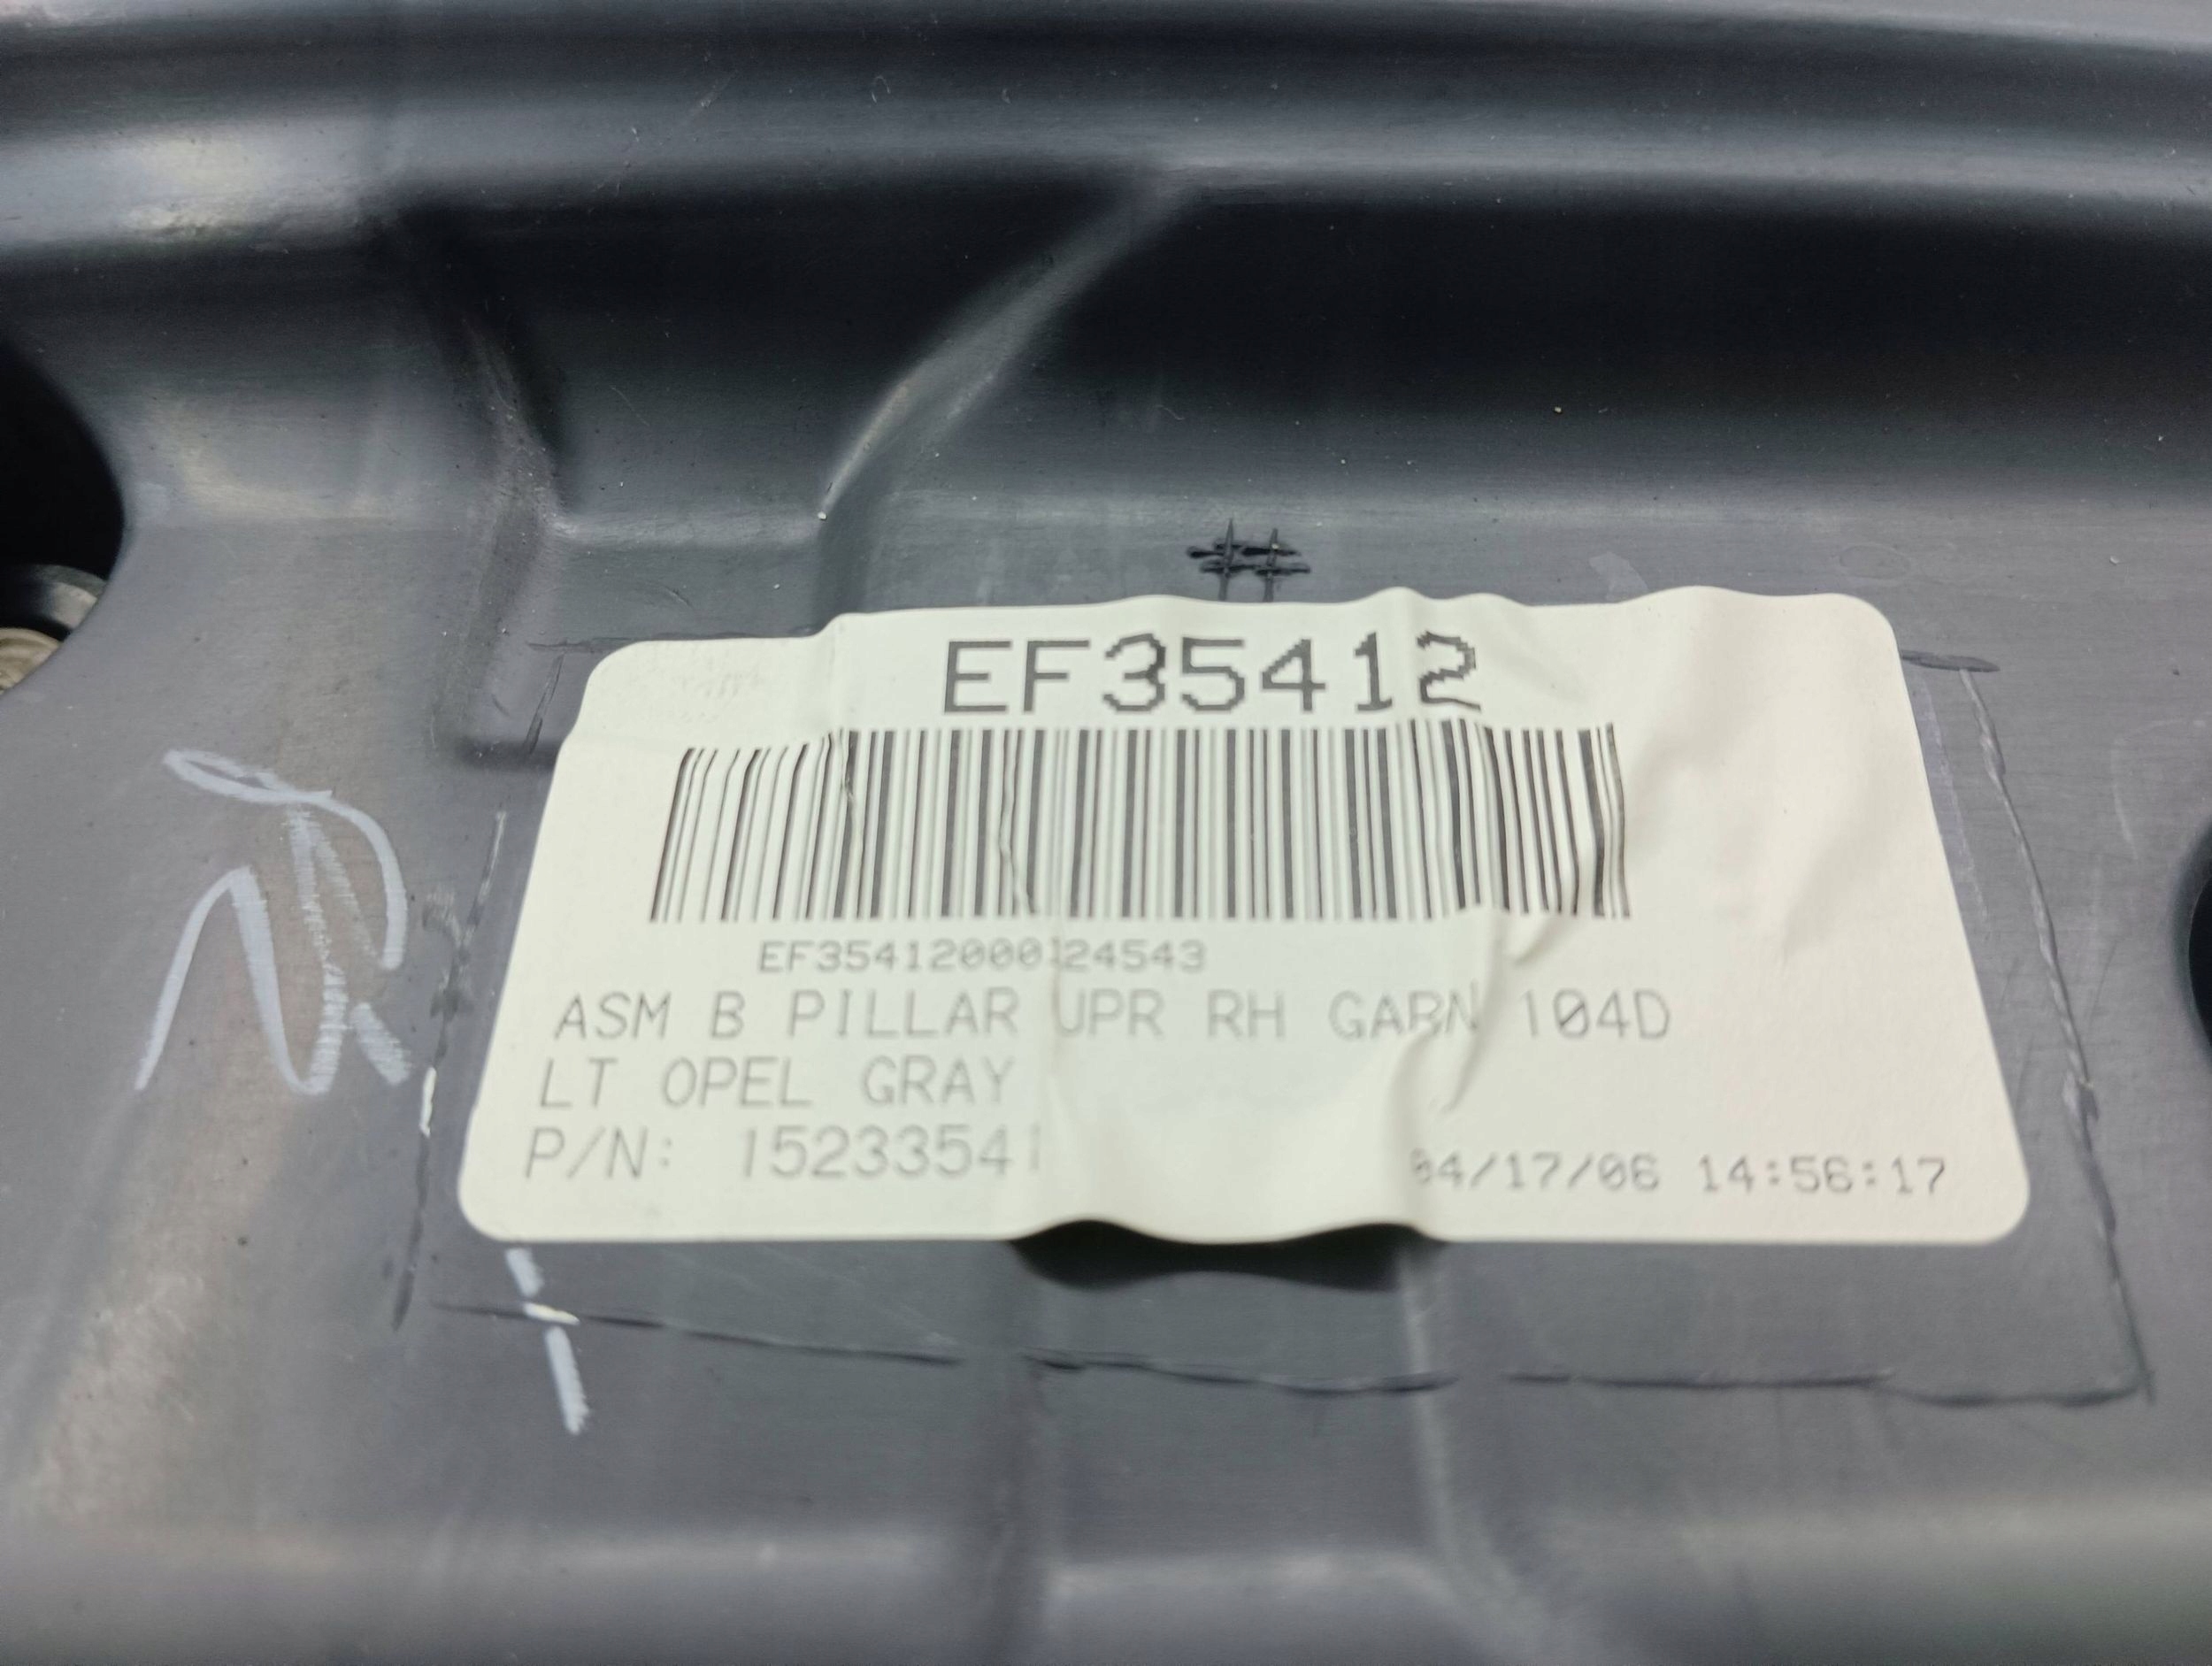 #
EF35412
EF35412000124543
ASM B PILLAR UPR RH GARN 104D
LT OPEL GRAY
P/N: 15233541
04/17/06 14:56:17